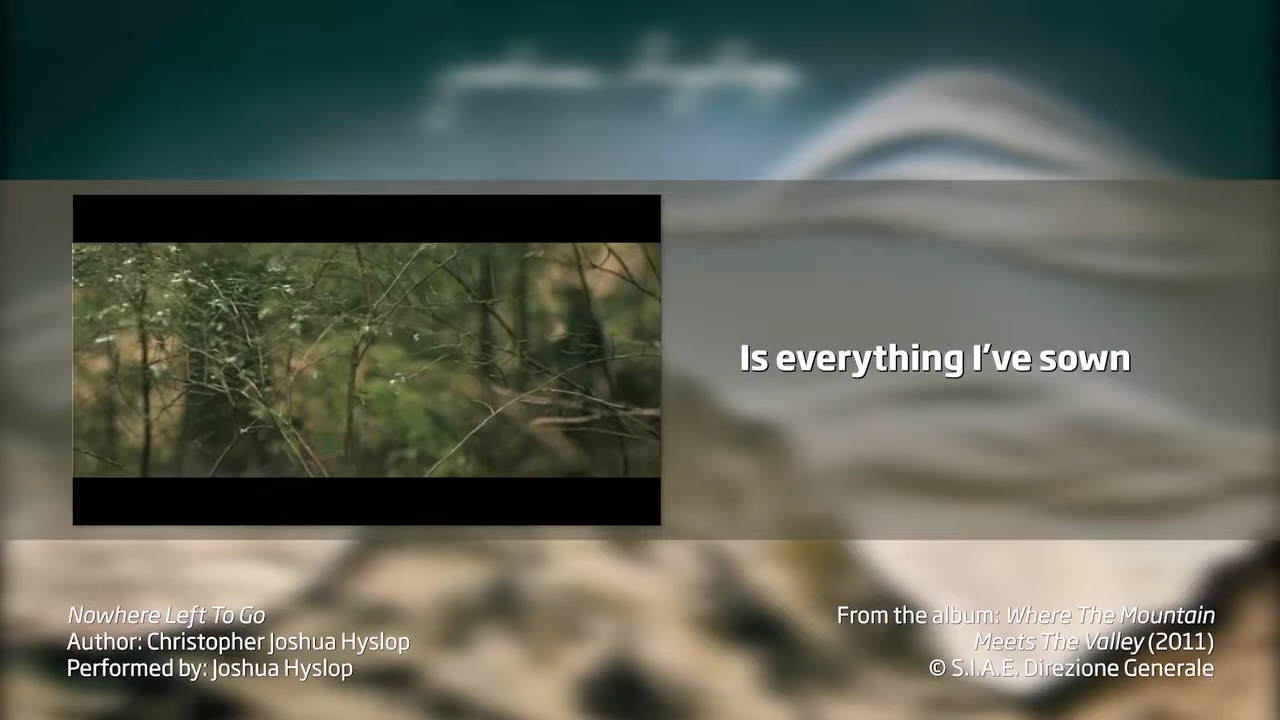 Is everything I've sown
Nowhere Left To Go
Author: Christopher Joshua Hyslop
Performed by: Joshua Hyslop
From the album: Where The Mountain
Meets The Valley (2011)
© S.I.A.E. Direzione Generale